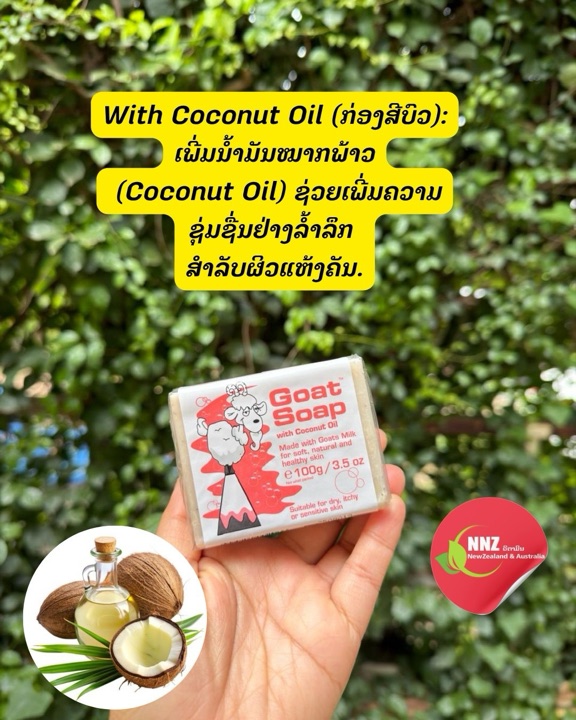 With Coconut Oil (ກ່ອງສີບົວ):
ເພີ່ມນ້ຳມັນໝາກພ້າວ
(Coconut Oil) ຊ່ວຍເພີ່ມຄວາມ
ຊຸ່ມຊື່ນຢ່າງລ້ຳລຶກ
ສຳລັບຜິວແຫ້ງຄັນ.
Goat
Soap
with Coconut Oil
Made with Goats Milk
for soft, natural and
healthy skin
e 100g/3.5 oz
Suitable for dry, itchy
or sensitive skin
NNZ
NewZealand & Australia